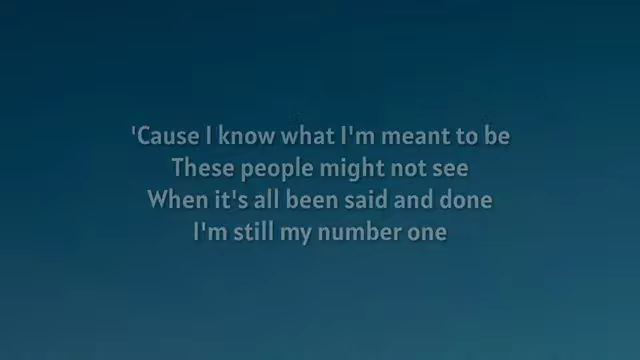 'Cause I know what I'm meant to be
These people might not see
When it's all been said and done
I'm still my number one